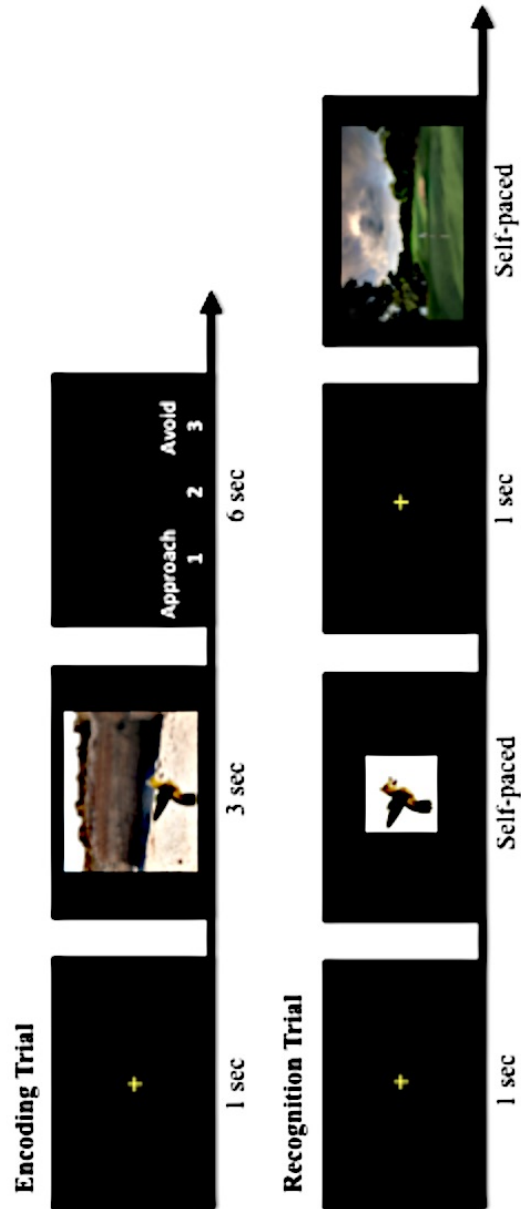 Encoding Trial
Approach Avoid
1 2 3
1 sec 3 sec 6 sec
Recognition Trial
1 sec Self-paced 1 sec Self-paced